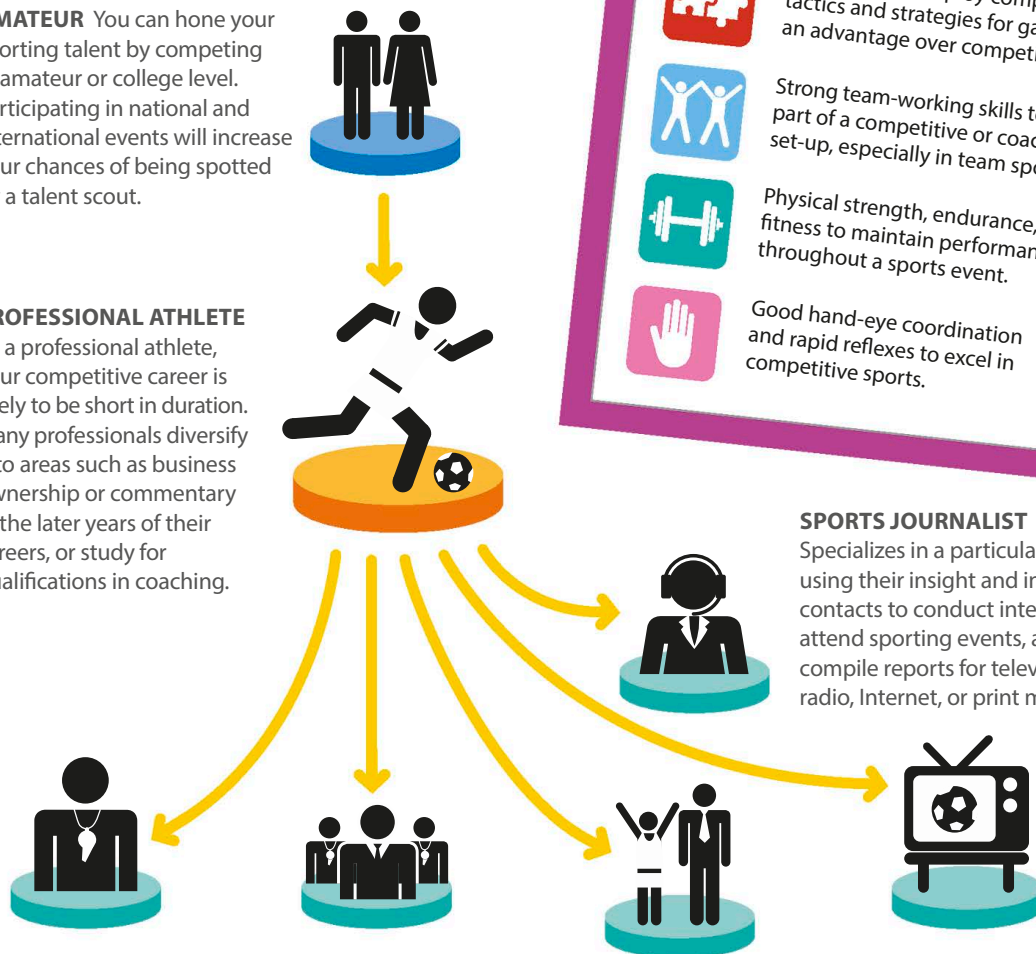 MATEUR You can hone your
orting talent by competing
amateur or college level.
rticipating in national and
ternational events will increase
ur chances of being spotted
a talent scout.
ROFESSIONAL ATHLETE
a professional athlete,
ur competitive career is
ely to be short in duration.
any professionals diversify
to areas such as business
wnership or commentary
the later years of their
reers, or study for
alifications in coaching.
tactics and strategies for ga
an advantage over competi
Strong team-working skills t
part of a competitive or coac
set-up, especially in team spo
Physical strength, endurance,
fitness to maintain performan
throughout a sports event.
Good hand-eye coordination
and rapid reflexes to excel in
competitive sports.
SPORTS JOURNALIST
Specializes in a particula
using their insight and in
contacts to conduct inte
attend sporting events, a
compile reports for telev
radio, Internet, or print m